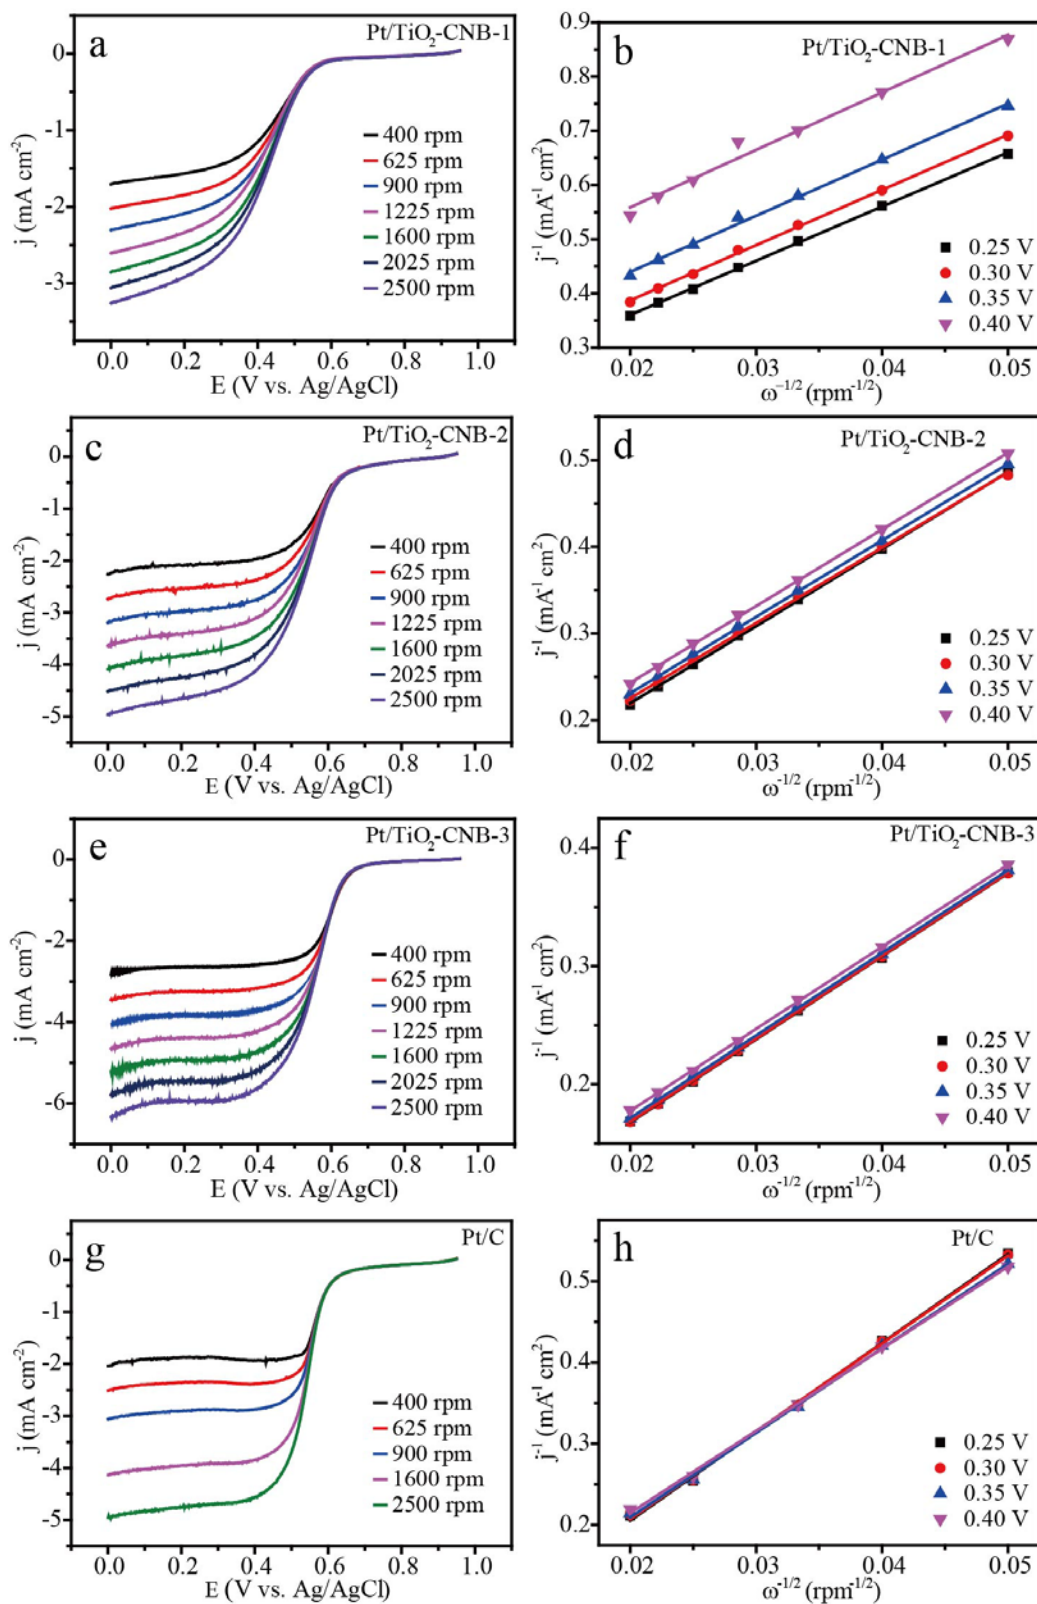 a
Pt/TiO₂-CNB-1
0
-1
-2
-3
j (mA cm⁻²)
400 rpm
625 rpm
900 rpm
1225 rpm
1600 rpm
2025 rpm
2500 rpm
0.0 0.2 0.4 0.6 0.8 1.0
E (V vs. Ag/AgCl)
b
Pt/TiO₂-CNB-1
0.9
0.8
0.7
0.6
0.5
0.4
0.3
j⁻¹ (mA⁻¹ cm²)
0.25 V
0.30 V
0.35 V
0.40 V
0.02 0.03 0.04 0.05
ω⁻¹/² (rpm⁻¹/²)
c
Pt/TiO₂-CNB-2
0
-1
-2
-3
-4
-5
j (mA cm⁻²)
400 rpm
625 rpm
900 rpm
1225 rpm
1600 rpm
2025 rpm
2500 rpm
0.0 0.2 0.4 0.6 0.8 1.0
E (V vs. Ag/AgCl)
d
Pt/TiO₂-CNB-2
0.5
0.4
0.3
0.2
j⁻¹ (mA⁻¹ cm²)
0.25 V
0.30 V
0.35 V
0.40 V
0.02 0.03 0.04 0.05
ω⁻¹/² (rpm⁻¹/²)
e
Pt/TiO₂-CNB-3
0
-2
-4
-6
j (mA cm⁻²)
400 rpm
625 rpm
900 rpm
1225 rpm
1600 rpm
2025 rpm
2500 rpm
0.0 0.2 0.4 0.6 0.8 1.0
E (V vs. Ag/AgCl)
f
Pt/TiO₂-CNB-3
0.4
0.3
0.2
j⁻¹ (mA⁻¹ cm²)
0.25 V
0.30 V
0.35 V
0.40 V
0.02 0.03 0.04 0.05
ω⁻¹/² (rpm⁻¹/²)
g
Pt/C
0
-1
-2
-3
-4
-5
j (mA cm⁻²)
400 rpm
625 rpm
900 rpm
1600 rpm
2500 rpm
0.0 0.2 0.4 0.6 0.8 1.0
E (V vs. Ag/AgCl)
h
Pt/C
0.5
0.4
0.3
0.2
j⁻¹ (mA⁻¹ cm²)
0.25 V
0.30 V
0.35 V
0.40 V
0.02 0.03 0.04 0.05
ω⁻¹/² (rpm⁻¹/²)